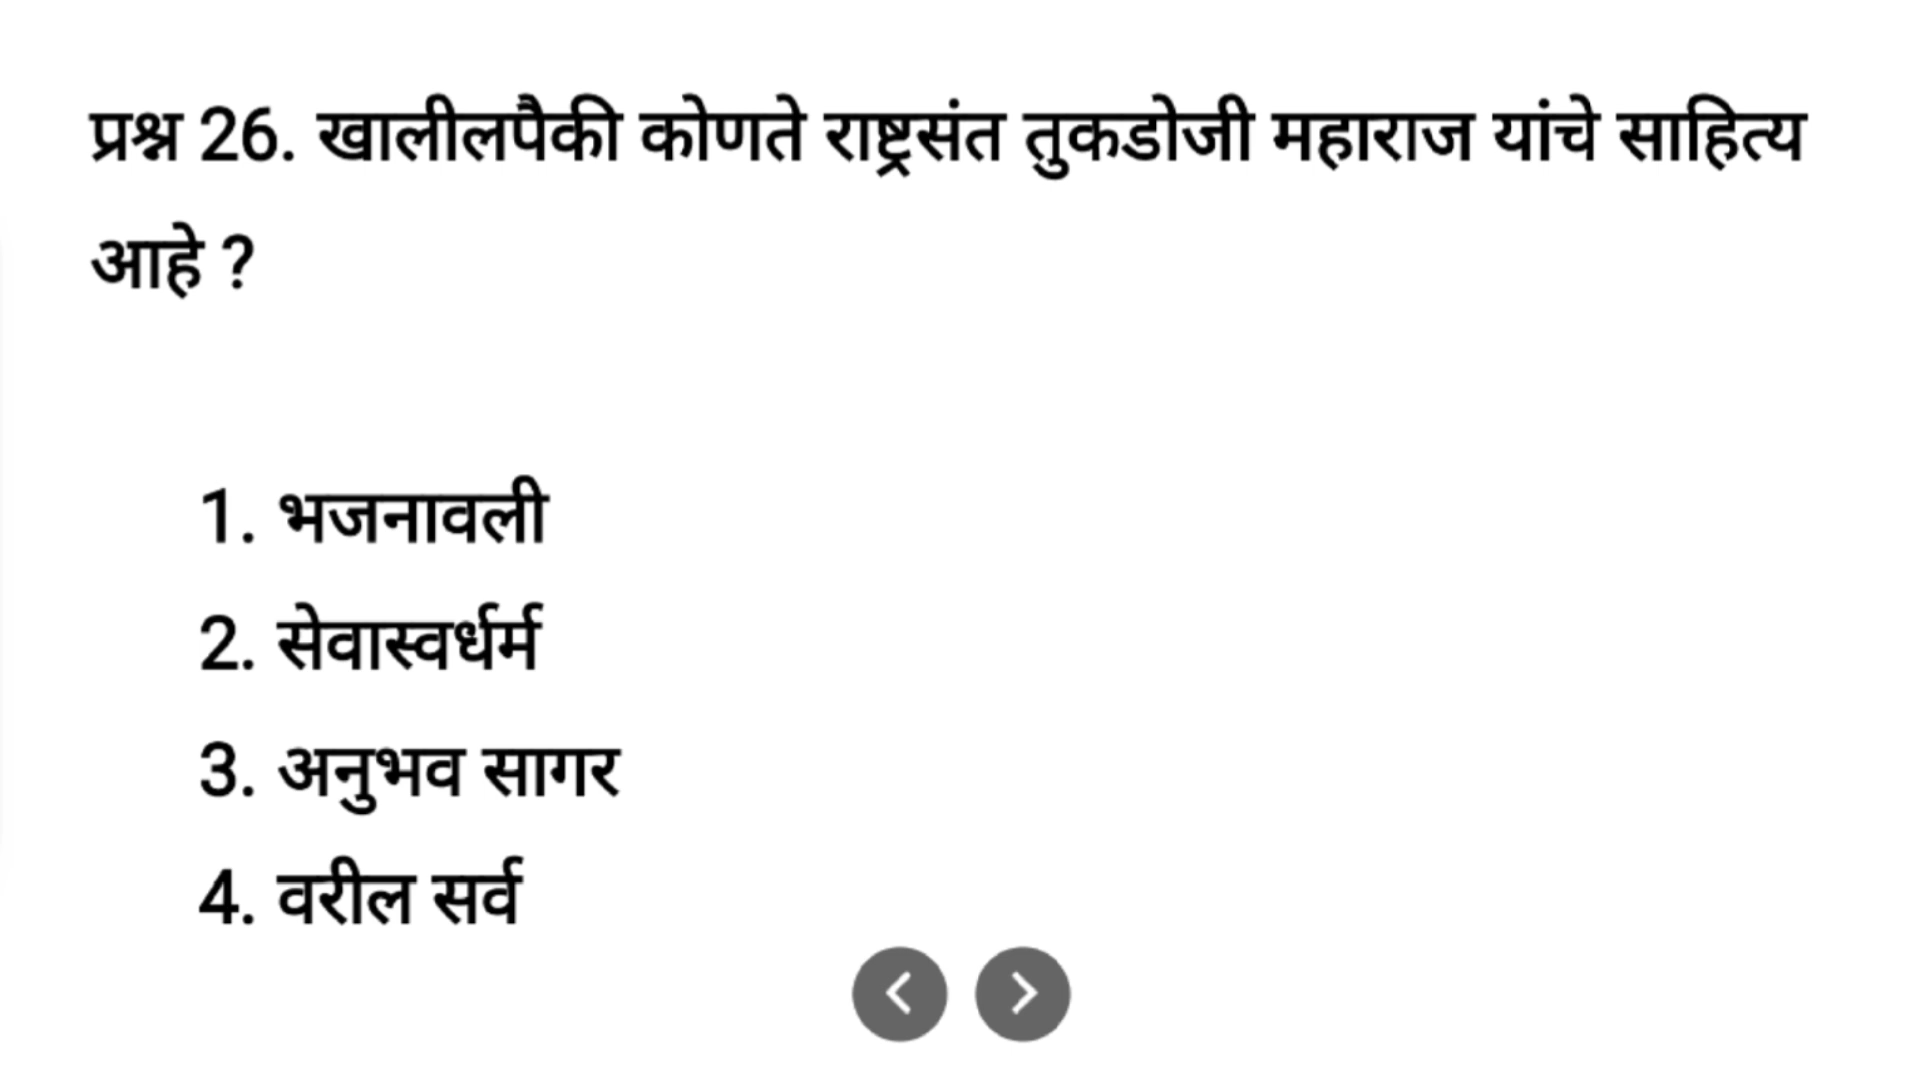 प्रश्न 26. खालीलपैकी कोणते राष्ट्रसंत तुकडोजी महाराज यांचे साहित्य
आहे ?
1. भजनावली
2. सेवास्वर्धर्म
3. अनुभव सागर
4. वरील सर्व